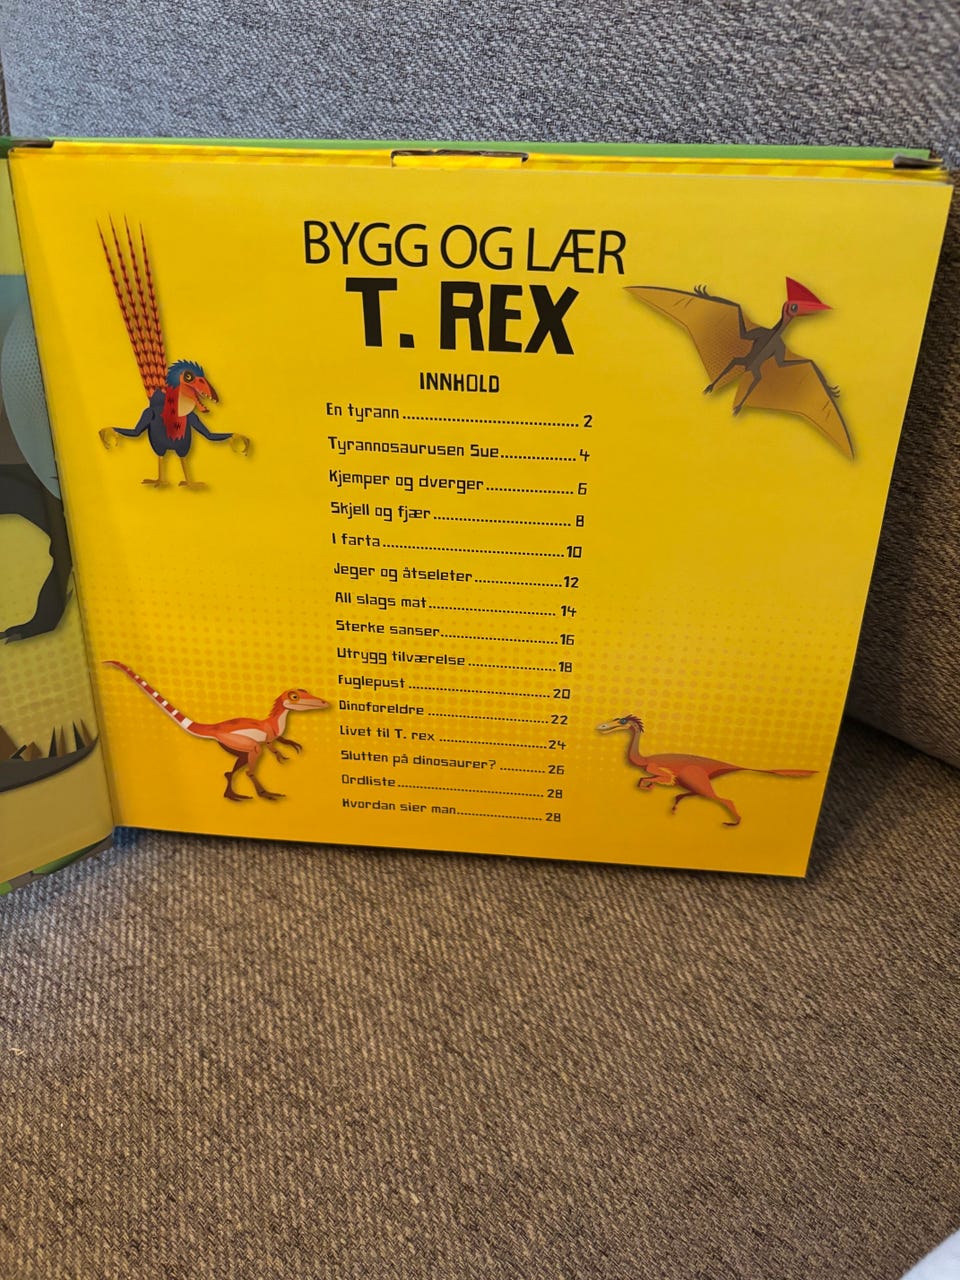 BYGG OG LÆR
T. REX
INNHOLD
En tyrann.......................................... 2
Tyrannosaurusen Sue.................. 4
Kjemper og dverger..................... 6
Skjell og fjær................................. 8
I farta...........................................10
Jeger og åtseleter.....................12
All slags mat............................... 14
Sterke sanser............................16
Utrygg tilværelse.....................18
Fuglepust...................................20
Dinoforeldre .............................22
Livet til T. rex ..........................24
Slutten på dinosaurer? ...........26
Ordliste.................................... 28
Hvordan sier man.....................28